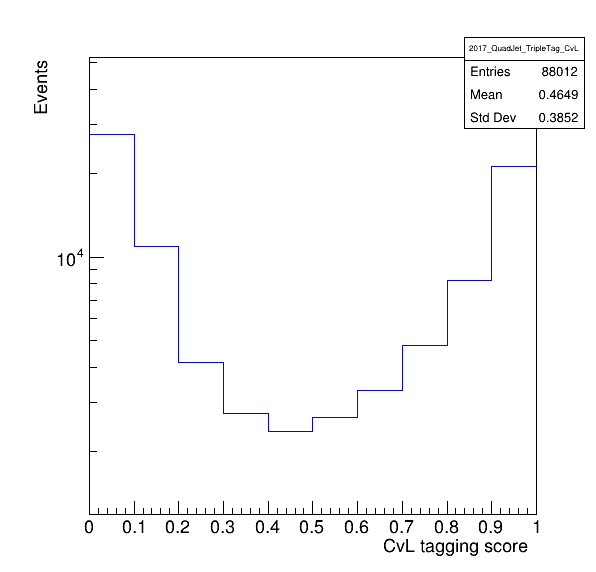 2017_QuadJet_TripleTag_CvL
Entries 88012
Mean 0.4649
Std Dev 0.3852
Events
10^4
0 0.1 0.2 0.3 0.4 0.5 0.6 0.7 0.8 0.9 1
CvL tagging score